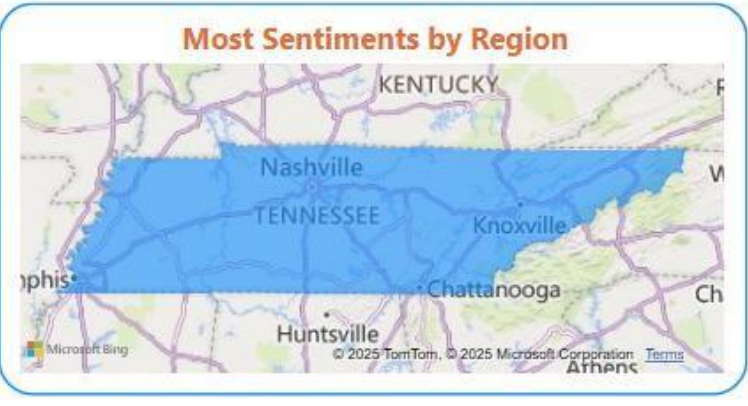 Most Sentiments by Region
KENTUCKY
Nashville
TENNESSEE
Knoxville
mphis
Chattanooga
Ch
Huntsville
Microsoft Bing
© 2025 TomTom, © 2025 Microsoft Corporation Terms
Athens